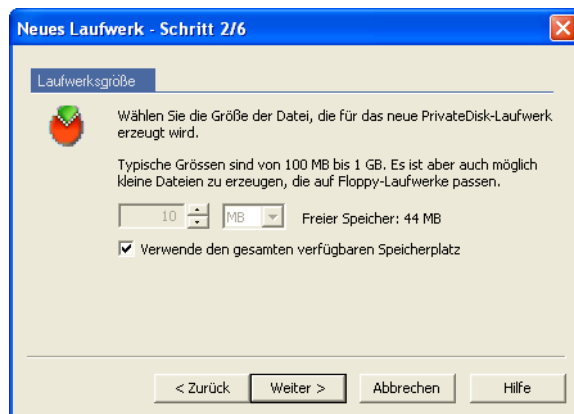 Neues Laufwerk - Schritt 2/6
Laufwerksgröße
Wählen Sie die Größe der Datei, die für das neue PrivateDisk-Laufwerk
erzeugt wird.
Typische Grössen sind von 100 MB bis 1 GB. Es ist aber auch möglich
kleine Dateien zu erzeugen, die auf Floppy-Laufwerke passen.
10 MB Freier Speicher: 44 MB
Verwende den gesamten verfügbaren Speicherplatz
< Zurück Weiter > Abbrechen Hilfe